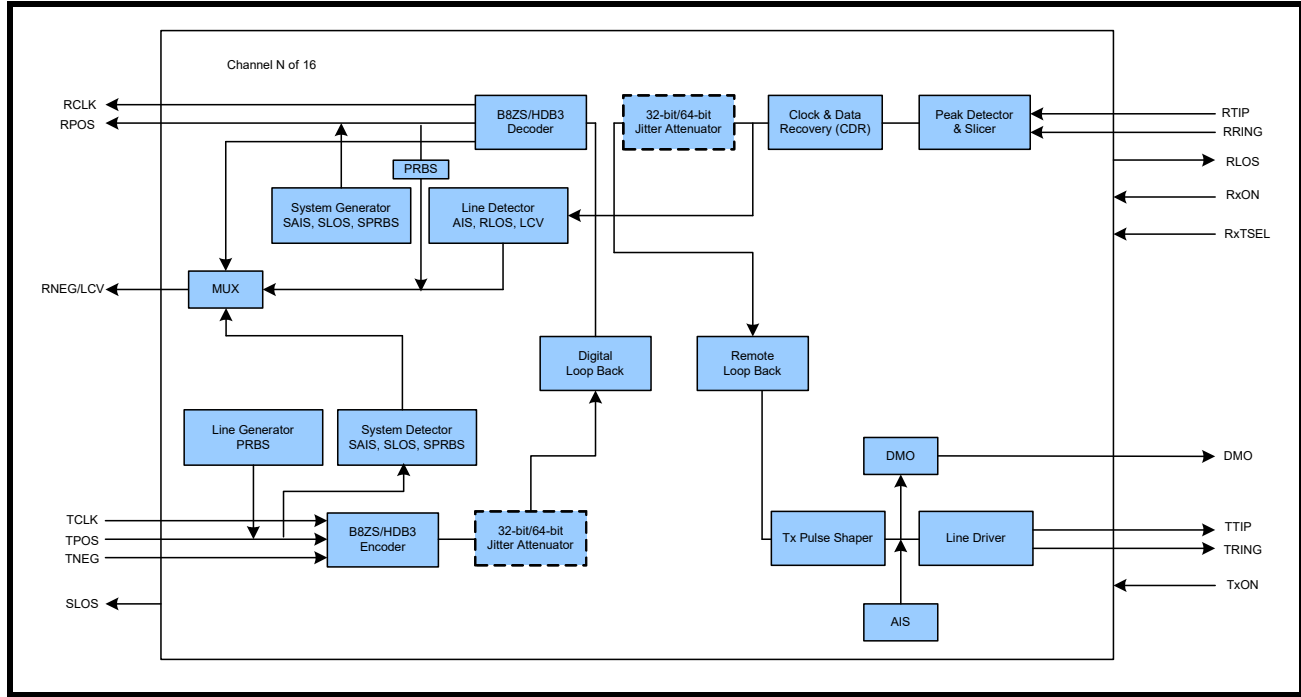 Channel N of 16
RCLK
RPOS
B8ZS/HDB3
Decoder
32-bit/64-bit
Jitter Attenuator
Clock & Data
Recovery (CDR)
Peak Detector
& Slicer
RTIP
RRING
RLOS
RxON
RxTSEL
PRBS
System Generator
SAIS, SLOS, SPRBS
Line Detector
AIS, RLOS, LCV
RNEG/LCV
MUX
Digital
Loop Back
Remote
Loop Back
Line Generator
PRBS
System Detector
SAIS, SLOS, SPRBS
DMO
DMO
TCLK
TPOS
TNEG
B8ZS/HDB3
Encoder
32-bit/64-bit
Jitter Attenuator
Tx Pulse Shaper
Line Driver
TTIP
TRING
TxON
SLOS
AIS